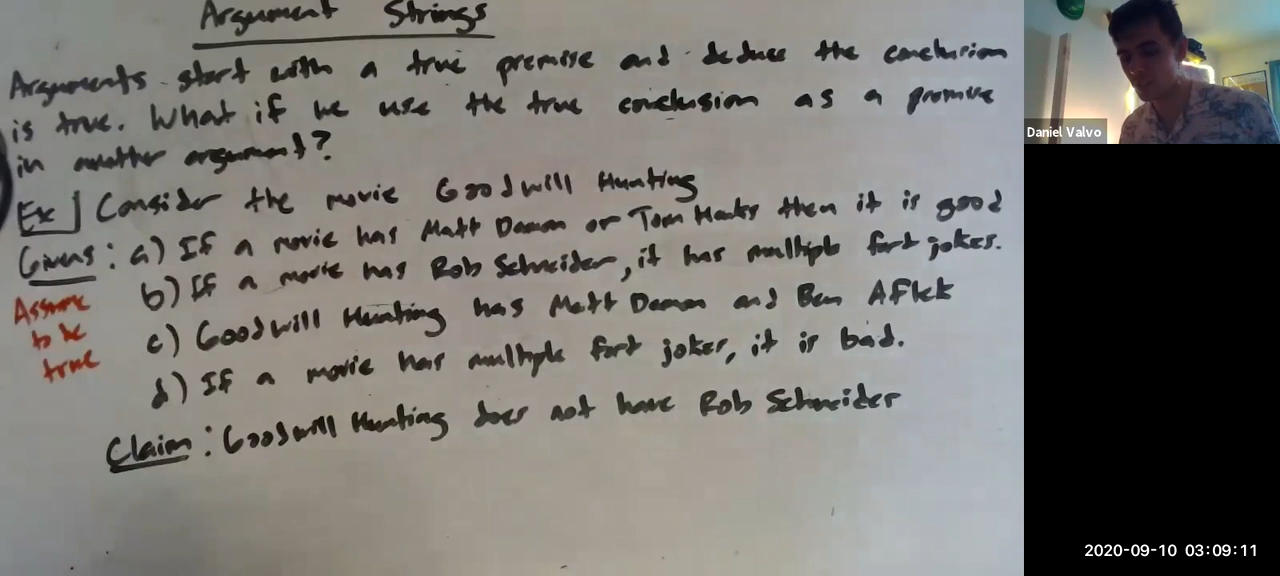 Argument Strings
Arguments start with a true premise and deduce the conclusion
is true. What if we use the true conclusion as a premise
in another argument?
Ex] Consider the movie Goodwill Hunting
Givens: a) If a movie has Matt Damon or Tom Hanks then it is good
b) If a movie has Rob Schneider, it has multiple fart jokes.
c) Goodwill Hunting has Matt Damon and Ben Afleck
d) If a movie has multiple fart jokes, it is bad.
Assume
to be
true
Claim: Goodwill Hunting does not have Rob Schneider
Daniel Valvo
2020-09-10 03:09:11